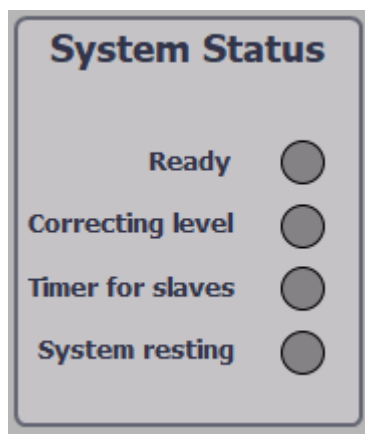 System Status
Ready
Correcting level
Timer for slaves
System resting